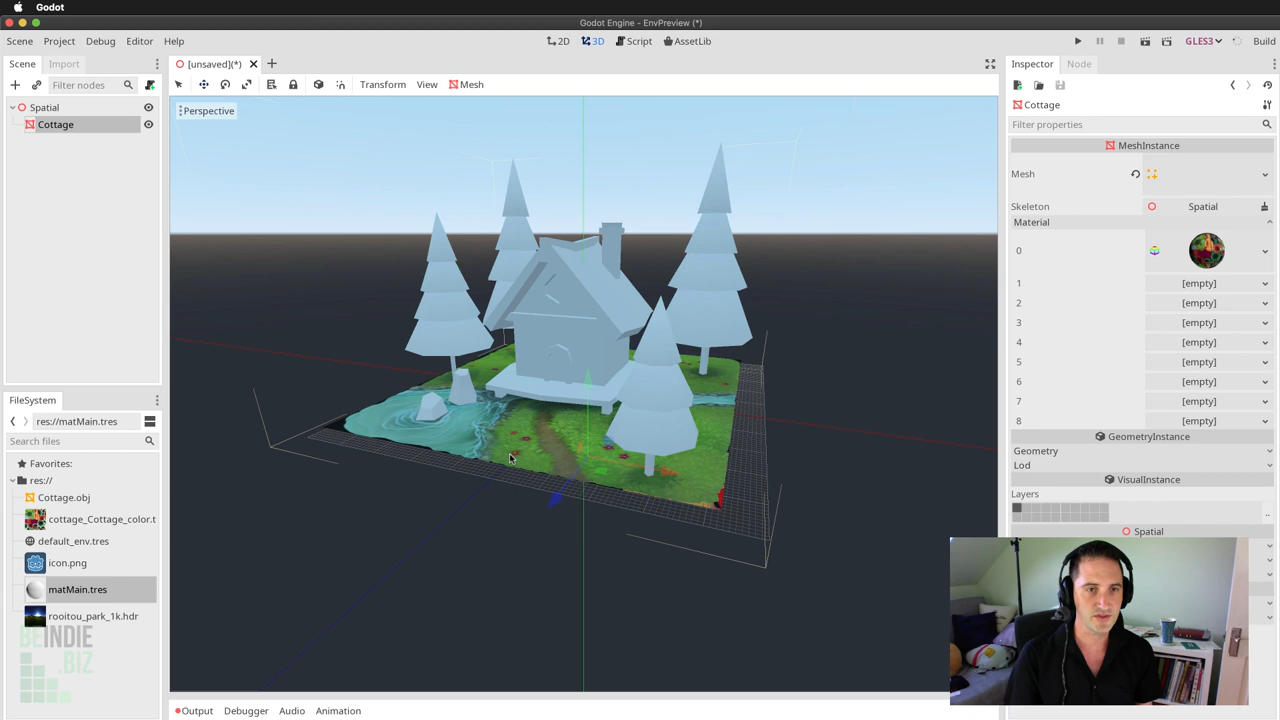 Godot
Godot Engine - EnvPreview (*)
Scene Project Debug Editor Help
2D 3D Script AssetLib
GLES3 Build
Scene Import
[unsaved](*)
Inspector Node
Filter nodes
Transform View Mesh
Perspective
Spatial
Cottage
Cottage
Filter properties
MeshInstance
Mesh
Skeleton Spatial
Material
0
1 [empty]
2 [empty]
3 [empty]
4 [empty]
5 [empty]
6 [empty]
7 [empty]
8 [empty]
GeometryInstance
Geometry
Lod
VisualInstance
Layers
..
Spatial
FileSystem
res://matMain.tres
Search files
Favorites:
res://
Cottage.obj
cottage_Cottage_color.t
default_env.tres
icon.png
matMain.tres
rooitou_park_1k.hdr
BEINDIE
.BIZ
Output Debugger Audio Animation